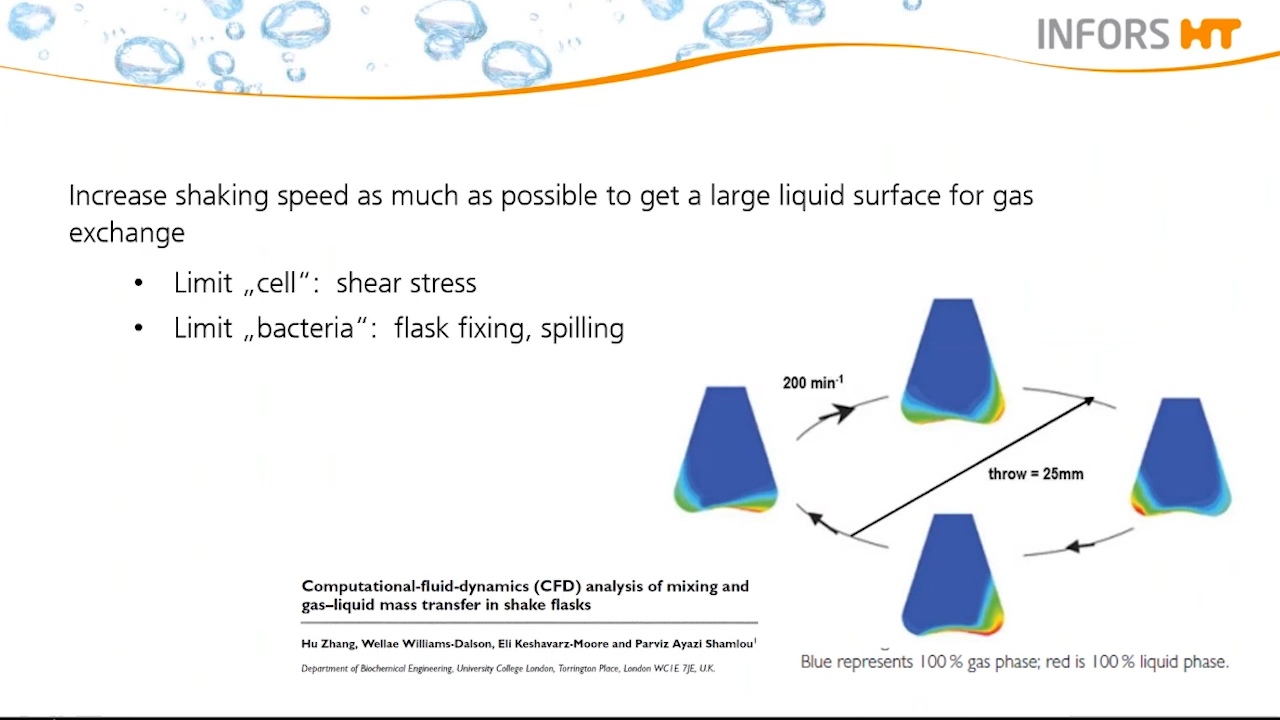 INFORS HT
Increase shaking speed as much as possible to get a large liquid surface for gas
exchange
• Limit „cell“: shear stress
• Limit „bacteria“: flask fixing, spilling
200 min-1
throw = 25mm
Computational-fluid-dynamics (CFD) analysis of mixing and
gas–liquid mass transfer in shake flasks
Hu Zhang, Wellae Williams-Dalson, Eli Keshavarz-Moore and Parviz Ayazi Shamlou1
Department of Biochemical Engineering, University College London, Torrington Place, London WC1E 7JE, U.K.
Blue represents 100 % gas phase; red is 100 % liquid phase.